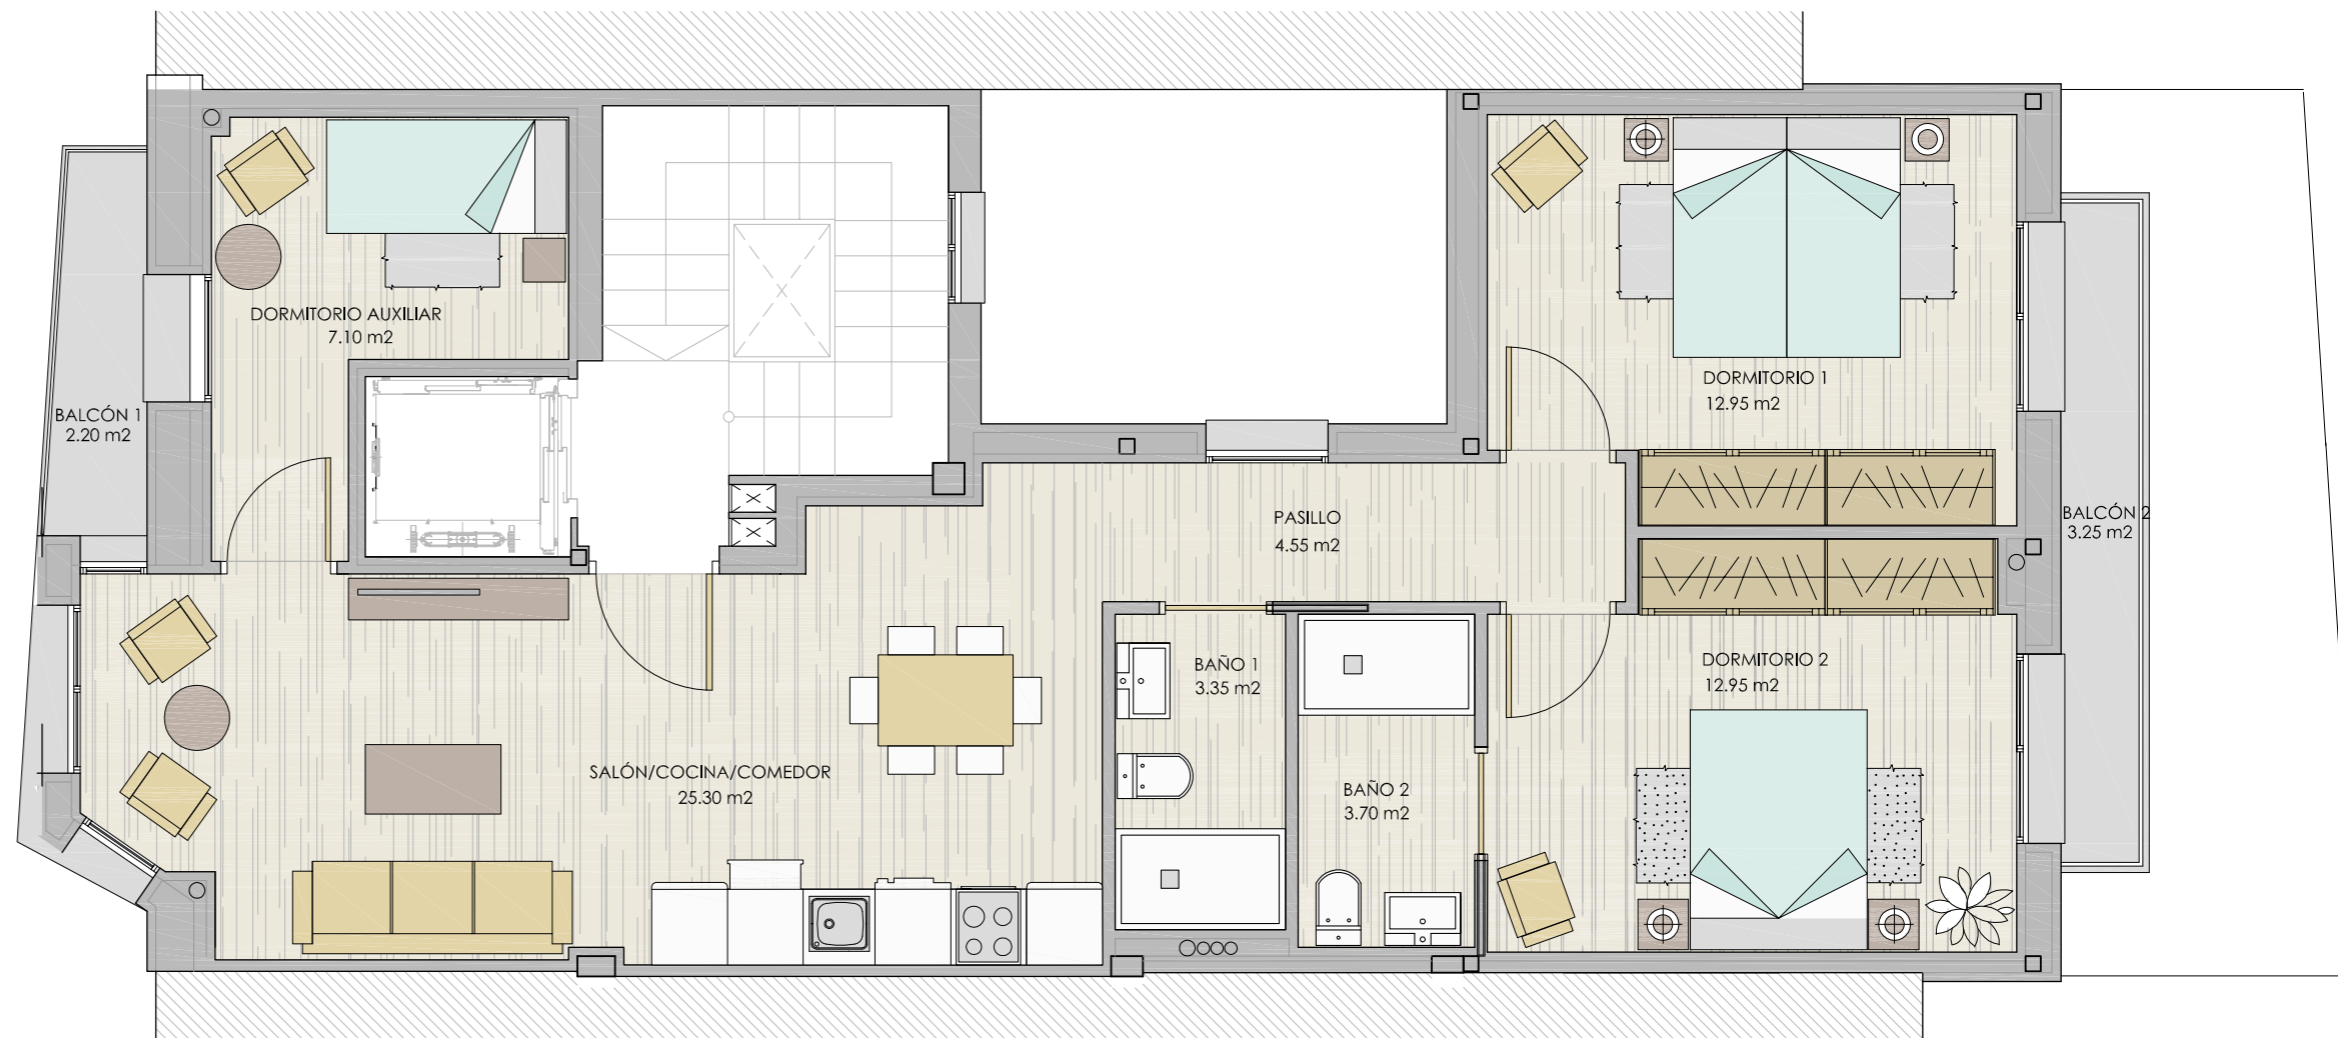 DORMITORIO AUXILIAR
7.10 m2
BALCÓN 1
2.20 m2
DORMITORIO 1
12.95 m2
PASILLO
4.55 m2
BALCÓN 2
3.25 m2
BAÑO 1
3.35 m2
DORMITORIO 2
12.95 m2
SALÓN/COCINA/COMEDOR
25.30 m2
BAÑO 2
3.70 m2